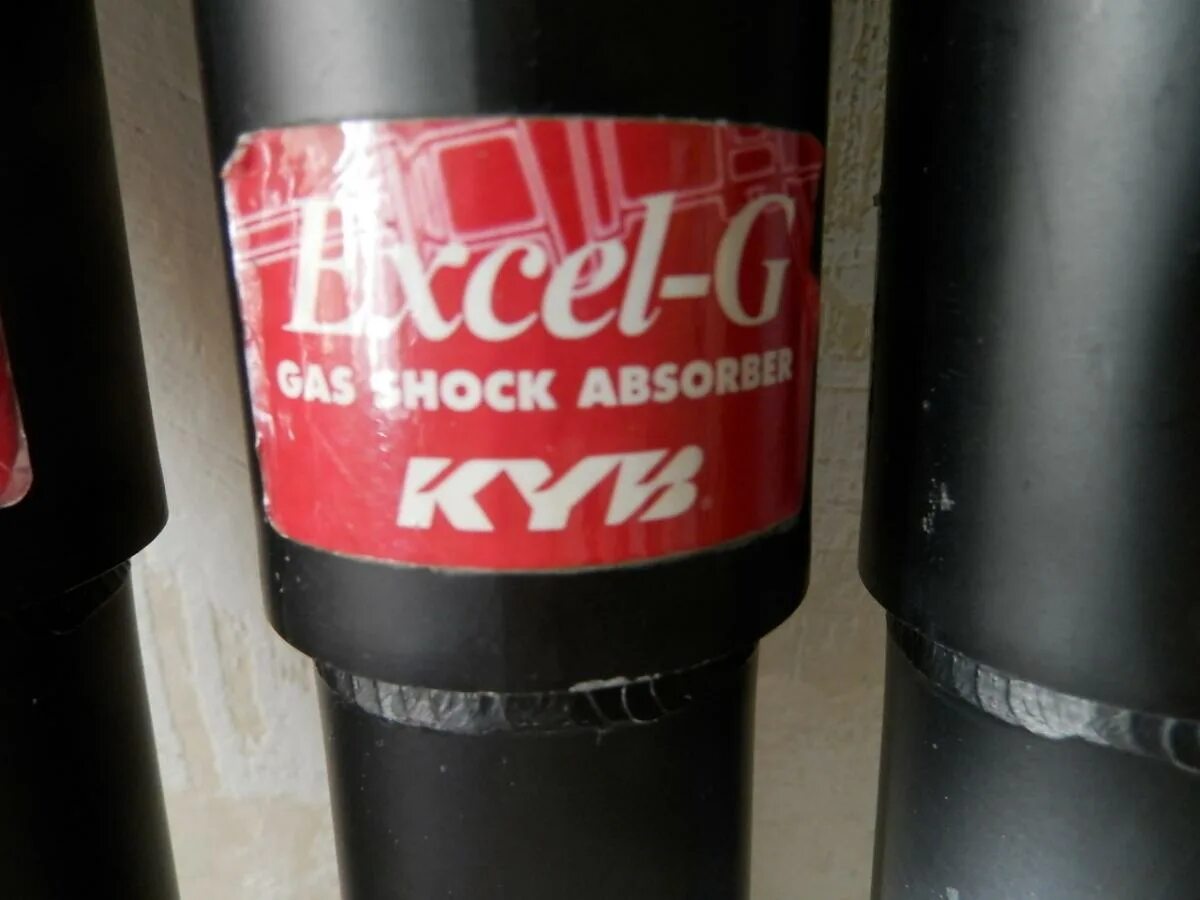 Excel-G
GAS SHOCK ABSORBER
KYB